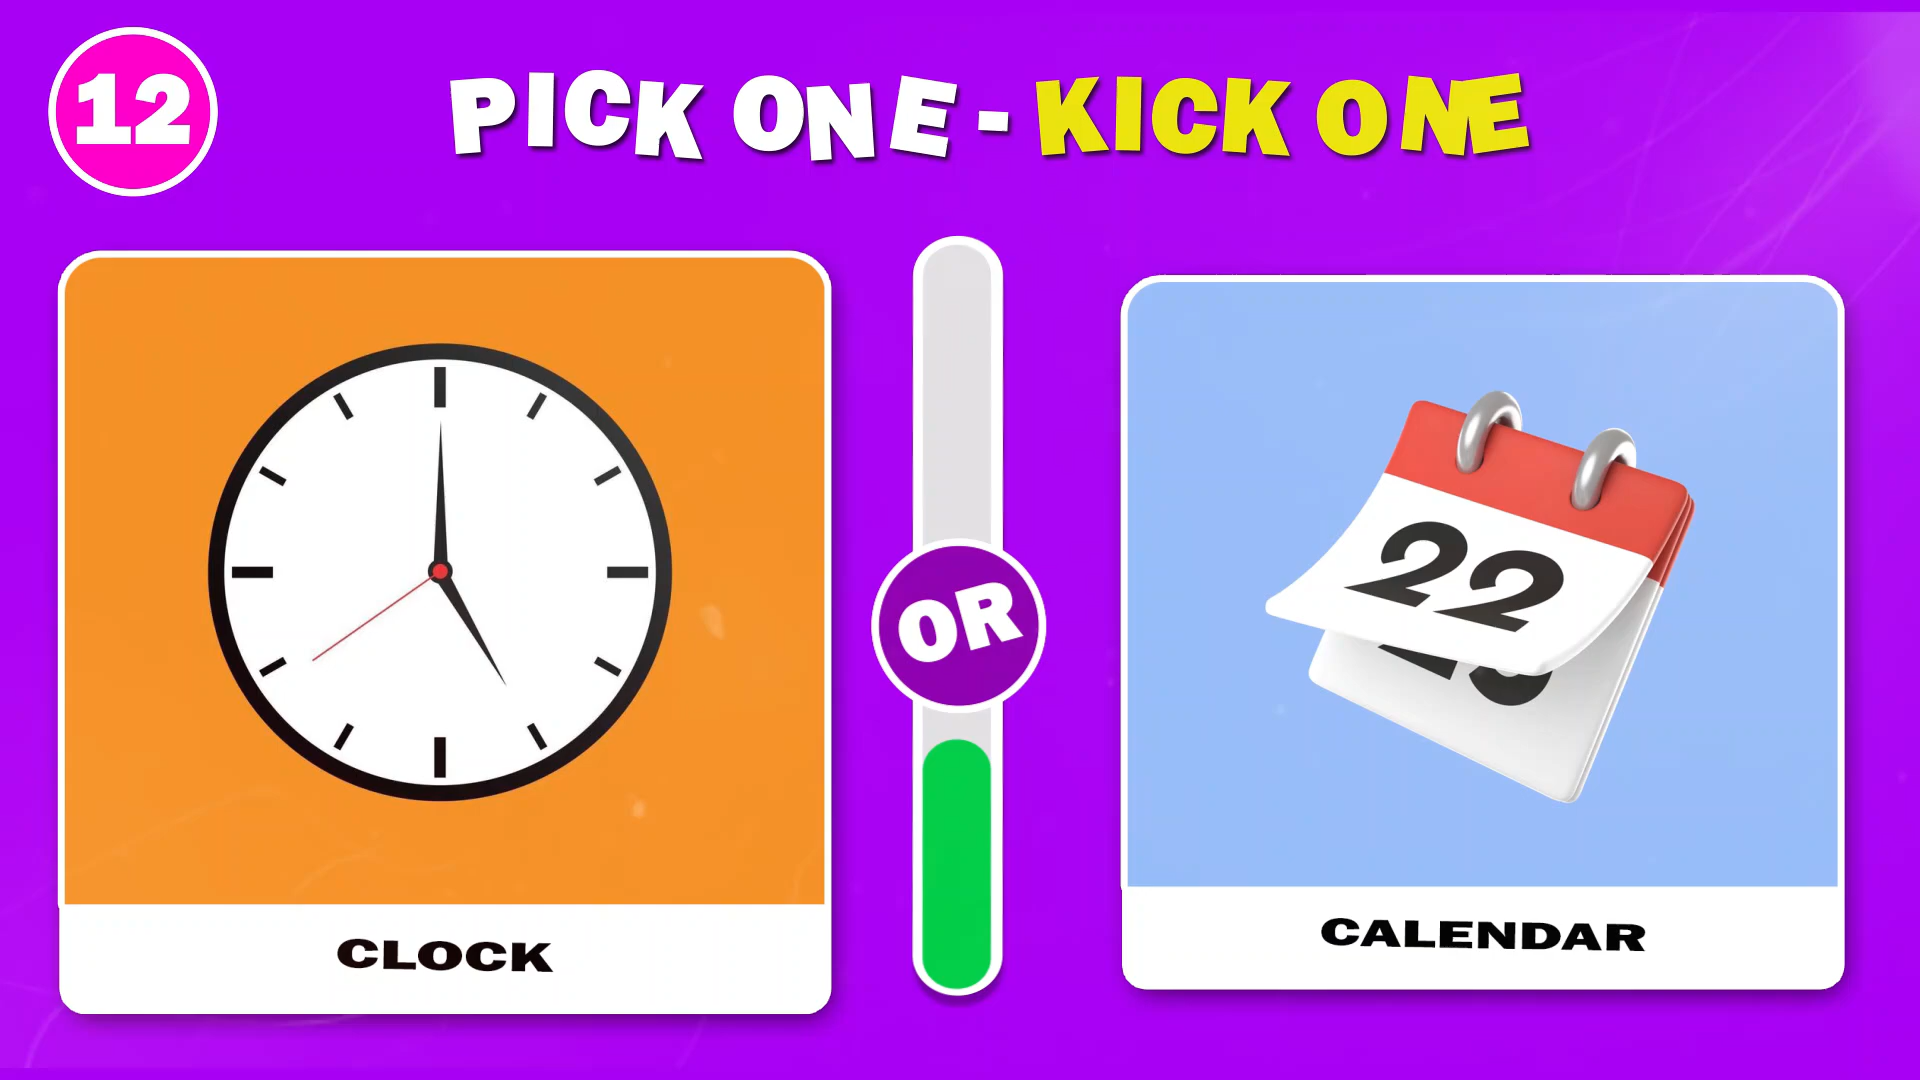 12
PICK ONE - KICK ONE
OR
22
CLOCK
CALENDAR